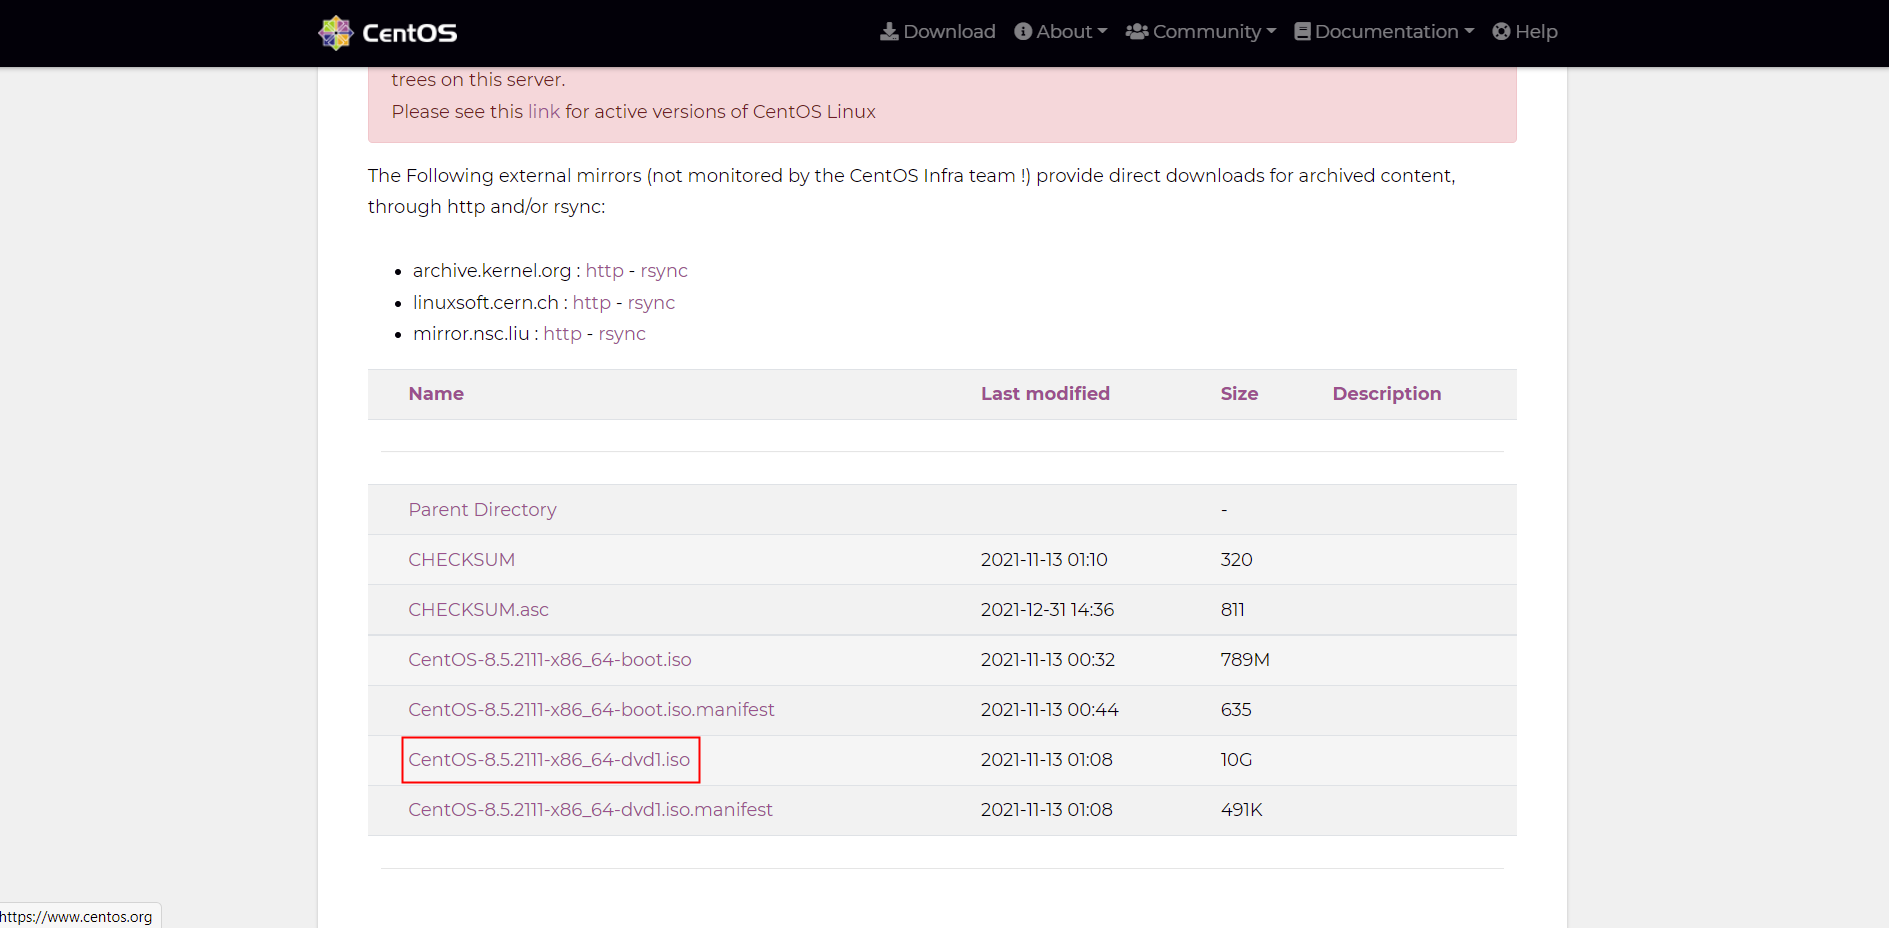 CentOS Download About Community Documentation Help
trees on this server.
Please see this link for active versions of CentOS Linux
The Following external mirrors (not monitored by the CentOS Infra team !) provide direct downloads for archived content,
through http and/or rsync:
archive.kernel.org : http - rsync
linuxsoft.cern.ch : http - rsync
mirror.nsc.liu : http - rsync
Name Last modified Size Description
Parent Directory -
CHECKSUM 2021-11-13 01:10 320
CHECKSUM.asc 2021-12-31 14:36 811
CentOS-8.5.2111-x86_64-boot.iso 2021-11-13 00:32 789M
CentOS-8.5.2111-x86_64-boot.iso.manifest 2021-11-13 00:44 635
CentOS-8.5.2111-x86_64-dvd1.iso 2021-11-13 01:08 10G
CentOS-8.5.2111-x86_64-dvd1.iso.manifest 2021-11-13 01:08 491K
https://www.centos.org